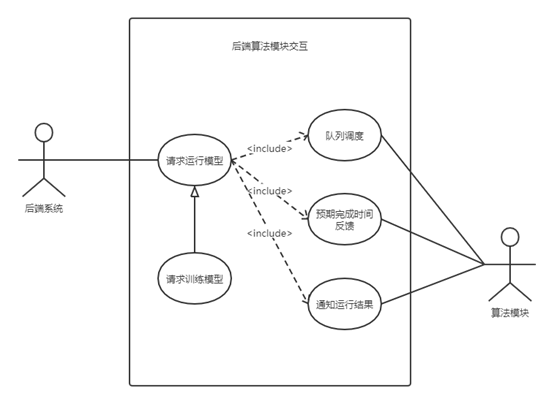 后端算法模块交互
队列调度
<include>
请求运行模型
<include>
后端系统
预期完成时间
反馈
<include>
请求训练模型
通知运行结果
算法模块